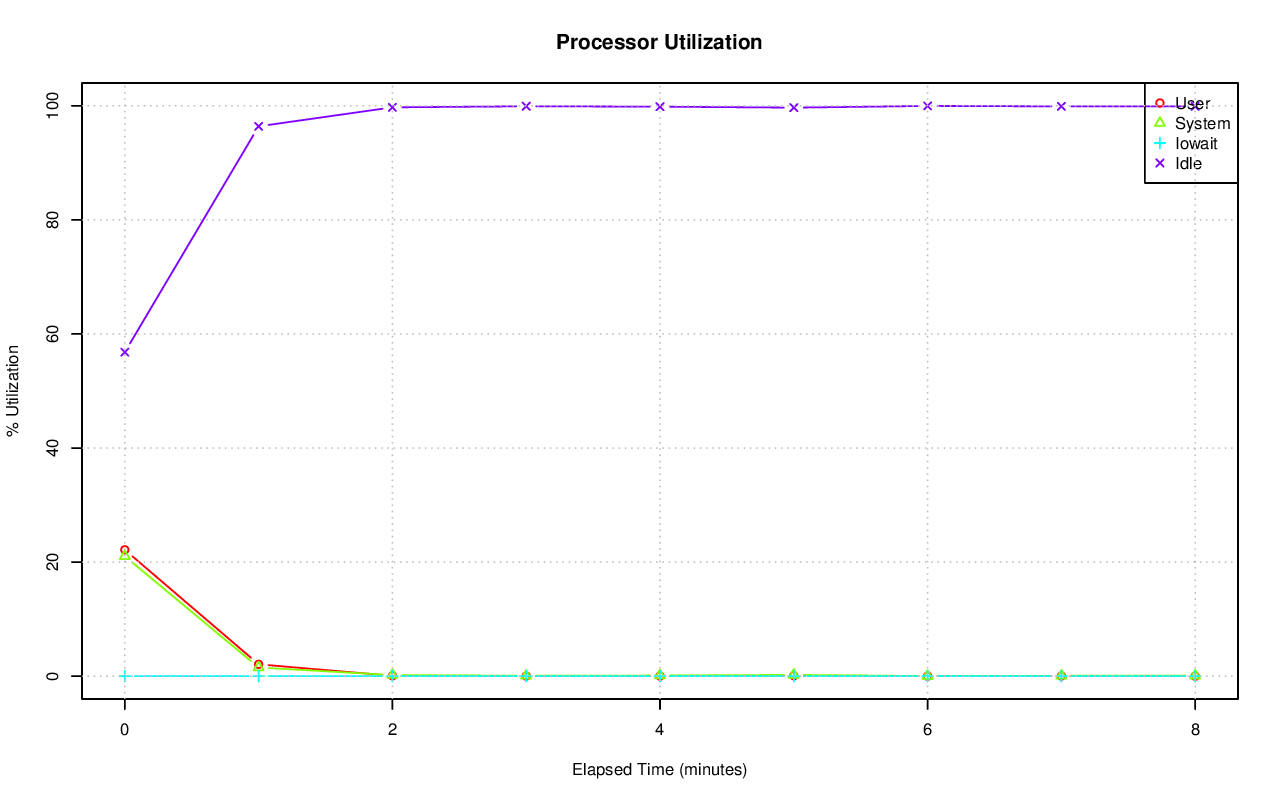 Processor Utilization
% Utilization
100
80
60
40
20
0
User
System
Iowait
Idle
0 2 4 6 8
Elapsed Time (minutes)